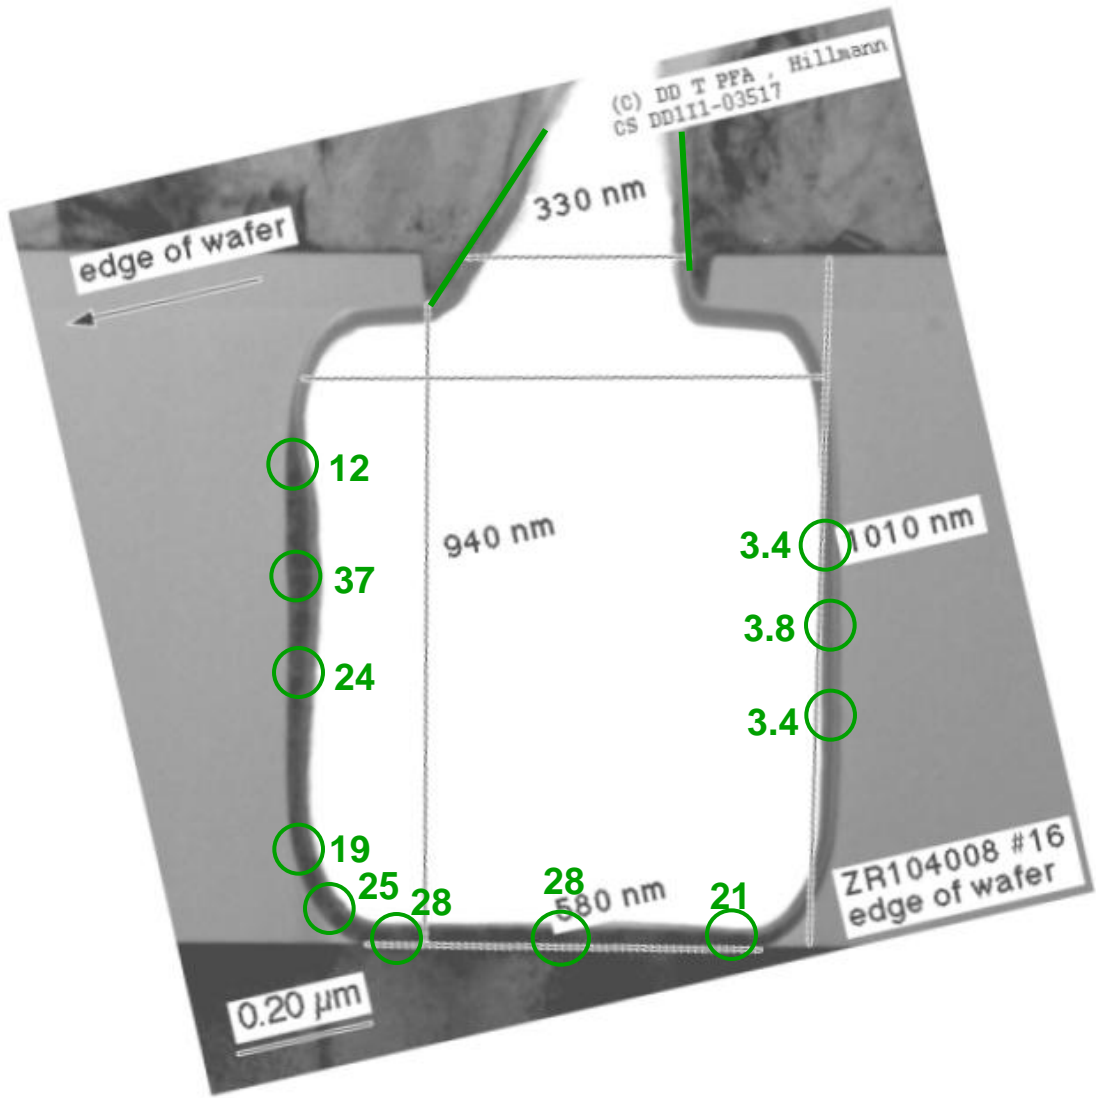 (C) DD T PFA , Hillmann
CS DD1I1-03517
330 nm
edge of wafer
12
940 nm
1010 nm
3.4
37
3.8
24
3.4
19
25
28
28
580 nm
21
ZR104008 #16
edge of wafer
0.20 µm